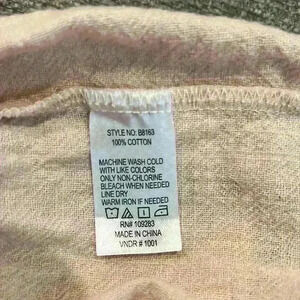 STYLE NO: B8163
100% COTTON
MACHINE WASH COLD
WITH LIKE COLORS
ONLY NON-CHLORINE
BLEACH WHEN NEEDED
LINE DRY
WARM IRON IF NEEDED
RN# 109283
MADE IN CHINA
VNDR # 1001